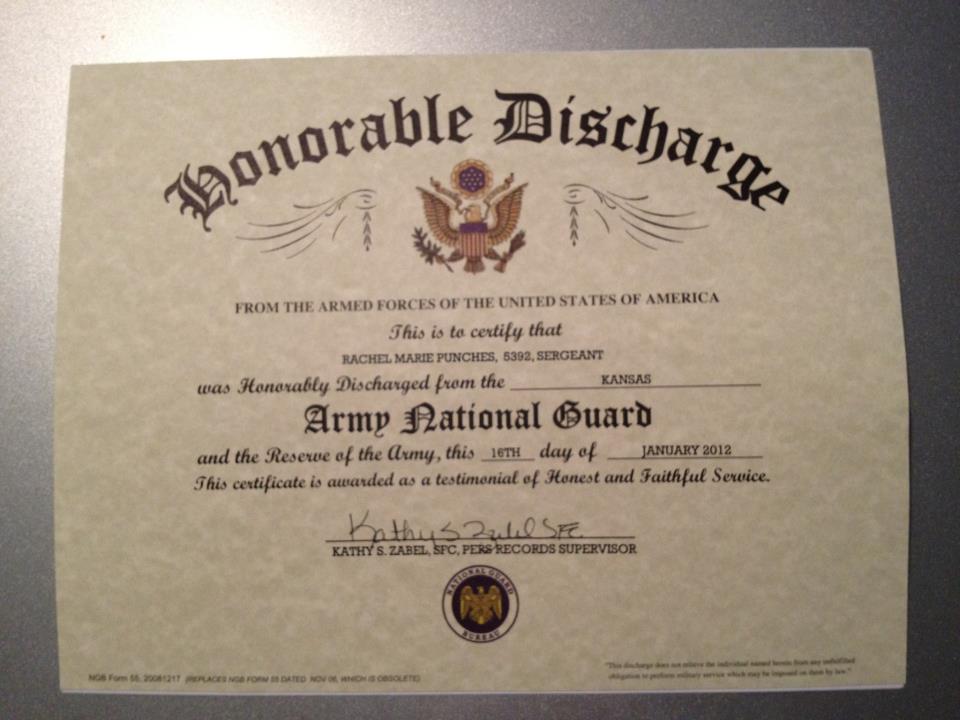 Honorable Discharge
FROM THE ARMED FORCES OF THE UNITED STATES OF AMERICA
This is to certify that
RACHEL MARIE PUNCHES, 5392, SERGEANT
was Honorably Discharged from the KANSAS
Army National Guard
and the Reserve of the Army, this 16TH day of JANUARY 2012
This certificate is awarded as a testimonial of Honest and Faithful Service.
Kathy S Zabel SFC
KATHY S. ZABEL, SFC, PERS RECORDS SUPERVISOR
NATIONAL GUARD
BUREAU
"This discharge does not relieve the individual named herein from any unfulfilled
obligation to perform military service which may be imposed on them by law."
NGB Form 55, 20081217 (REPLACES NGB FORM 55 DATED NOV 06, WHICH IS OBSOLETE)